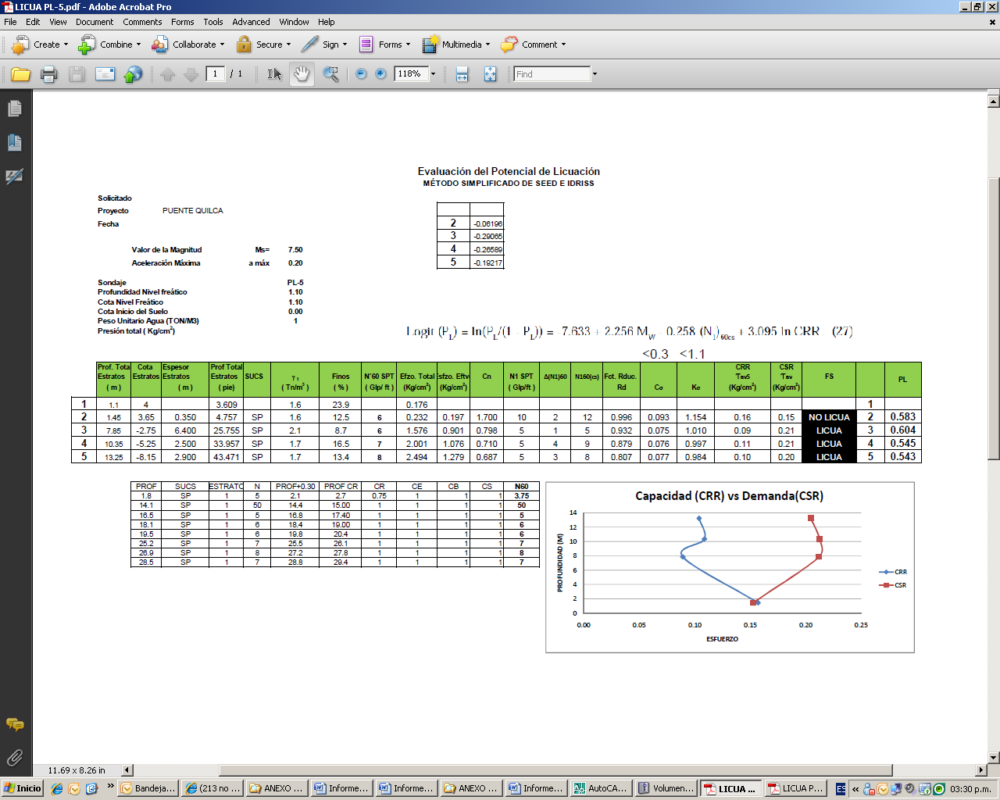 LICUA PL-5.pdf - Adobe Acrobat Pro
File Edit View Document Comments Forms Tools Advanced Window Help
Create Combine Collaborate Secure Sign Forms Multimedia Comment
1 / 1 118% Find
Evaluación del Potencial de Licuación
MÉTODO SIMPLIFICADO DE SEED E IDRISS
Solicitado
Proyecto PUENTE QUILCA
Fecha
2 -0.06196
3 -0.29065
4 -0.26589
5 -0.19217
Valor de la Magnitud Ms= 7.50
Aceleración Máxima a máx 0.20
Sondaje PL-5
Profundidad Nivel freático 1.10
Cota Nivel Freático 1.10
Cota Inicio del Suelo 0.00
Peso Unitario Agua (TON/M3) 1
Presión total ( Kg/cm2)
Logit (PL) = ln(PL/(1 - PL)) = -7.633 + 2.256 MW - 0.258 (N1)60cs + 3.095 ln CRR (27)
<0.3 <1.1
Prof. Tota Cota Espesor Prof Total CRR CSR
Estratos Estratos Estratos Estratos SUCS γ t Finos N´60 SPT Efzo. Total Esfzo. Eftvo Cn N1 SPT Δ(N1)60 N160(cs) Fct. Rduc. Tav5 Tav FS PL
( m ) ( m ) (pie) ( Tn/m3 ) ( % ) ( Glp/ ft ) (Kg/cm2) (Kg/cm2) ( Glp/ ft ) Rd Cσ Kσ (Kg/cm2) (Kg/cm2)
1 1.1 4 3.609 1.6 23.9 0.176 1
2 1.45 3.65 0.350 4.757 SP 1.6 12.5 6 0.232 0.197 1.700 10 2 12 0.996 0.093 1.154 0.16 0.15 NO LICUA 2 0.583
3 7.85 -2.75 6.400 25.755 SP 2.1 8.7 6 1.576 0.901 0.798 5 1 5 0.932 0.075 1.010 0.09 0.21 LICUA 3 0.604
4 10.35 -5.25 2.500 33.957 SP 1.7 16.5 7 2.001 1.076 0.710 5 4 9 0.879 0.076 0.997 0.11 0.21 LICUA 4 0.545
5 13.25 -8.15 2.900 43.471 SP 1.7 13.4 8 2.494 1.279 0.687 5 3 8 0.807 0.077 0.984 0.10 0.20 LICUA 5 0.543
PROF SUCS ESTRATO N PROF+0.30 PROF CR CR CE CB CS N60
1.8 SP 1 5 2.1 2.7 0.75 1 1 1 3.75
14.1 SP 1 50 14.4 15.00 1 1 1 1 50
16.5 SP 1 5 16.8 17.40 1 1 1 1 5
18.1 SP 1 6 18.4 19.00 1 1 1 1 6
19.5 SP 1 6 19.8 20.4 1 1 1 1 6
25.2 SP 1 7 25.5 26.1 1 1 1 1 7
26.9 SP 1 8 27.2 27.8 1 1 1 1 8
28.5 SP 1 7 28.8 29.4 1 1 1 1 7
Capacidad (CRR) vs Demanda(CSR)
PROFUNDIDAD (M)
14
12
10
8
6
4
2
0
0.00 0.05 0.10 0.15 0.20 0.25
ESFUERZO
CRR
CSR
11.69 x 8.26 in
Inicio » Bandeja... (213 no ... ANEXO ... Informe... Informe... ANEXO ... Informe... AutoCA... Volumen... LICUA ... LICUA P... ES « 03:30 p.m.